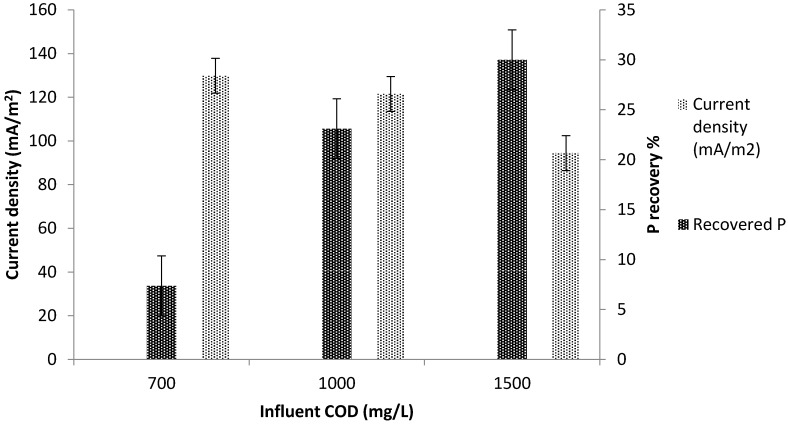 160
140
120
100
80
60
40
20
0
Current density (mA/m2)
35
30
25
20
15
10
5
0
P recovery %
700
1000
1500
Influent COD (mg/L)
Current
density
(mA/m2)
Recovered P